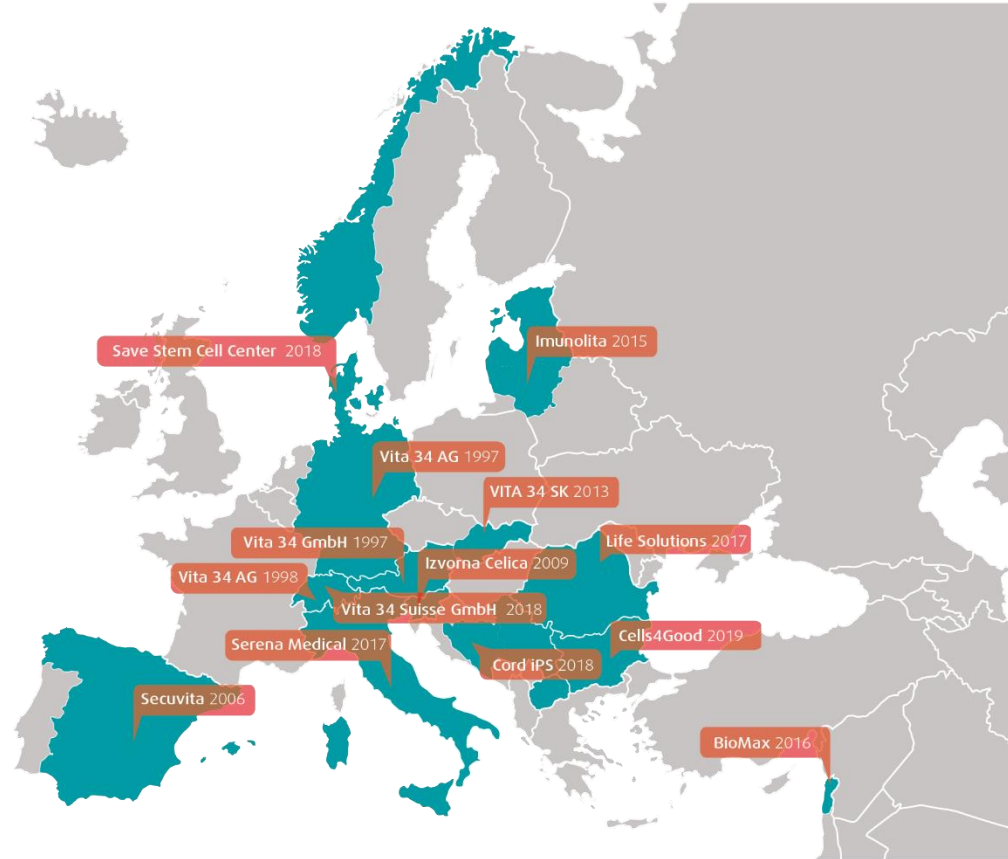 Save Stem Cell Center 2018
Imunolita 2015
Vita 34 AG 1997
VITA 34 SK 2013
Vita 34 GmbH 1997
Life Solutions 2017
Izvorna Celica 2009
Vita 34 AG 1998
Vita 34 Suisse GmbH 2018
Serena Medical 2017
Cells4Good 2019
Cord iPS 2018
Secuvita 2006
BioMax 2016